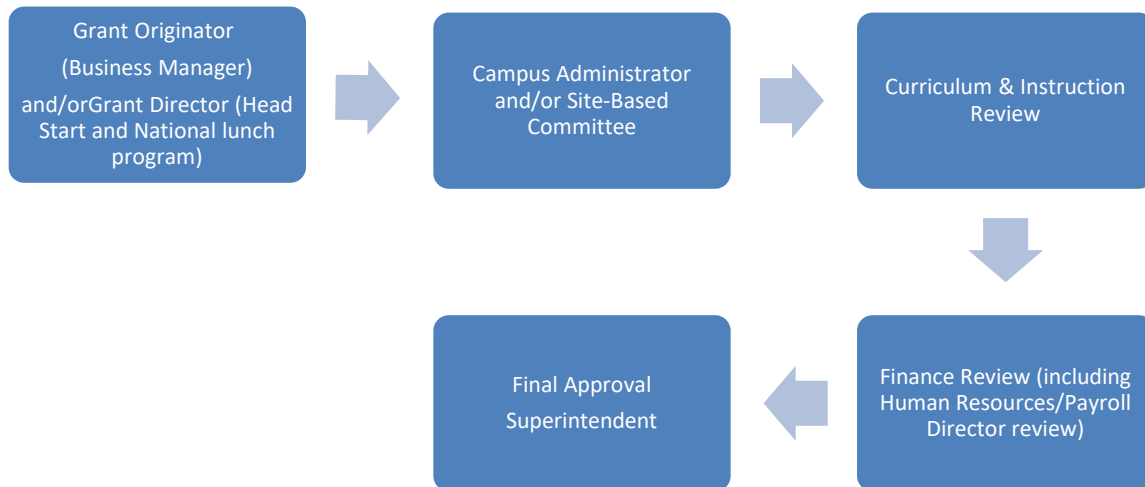 Grant Originator
(Business Manager)
and/orGrant Director (Head
Start and National lunch
program)
Campus Administrator
and/or Site-Based
Committee
Curriculum & Instruction
Review
Finance Review (including
Human Resources/Payroll
Director review)
Final Approval
Superintendent